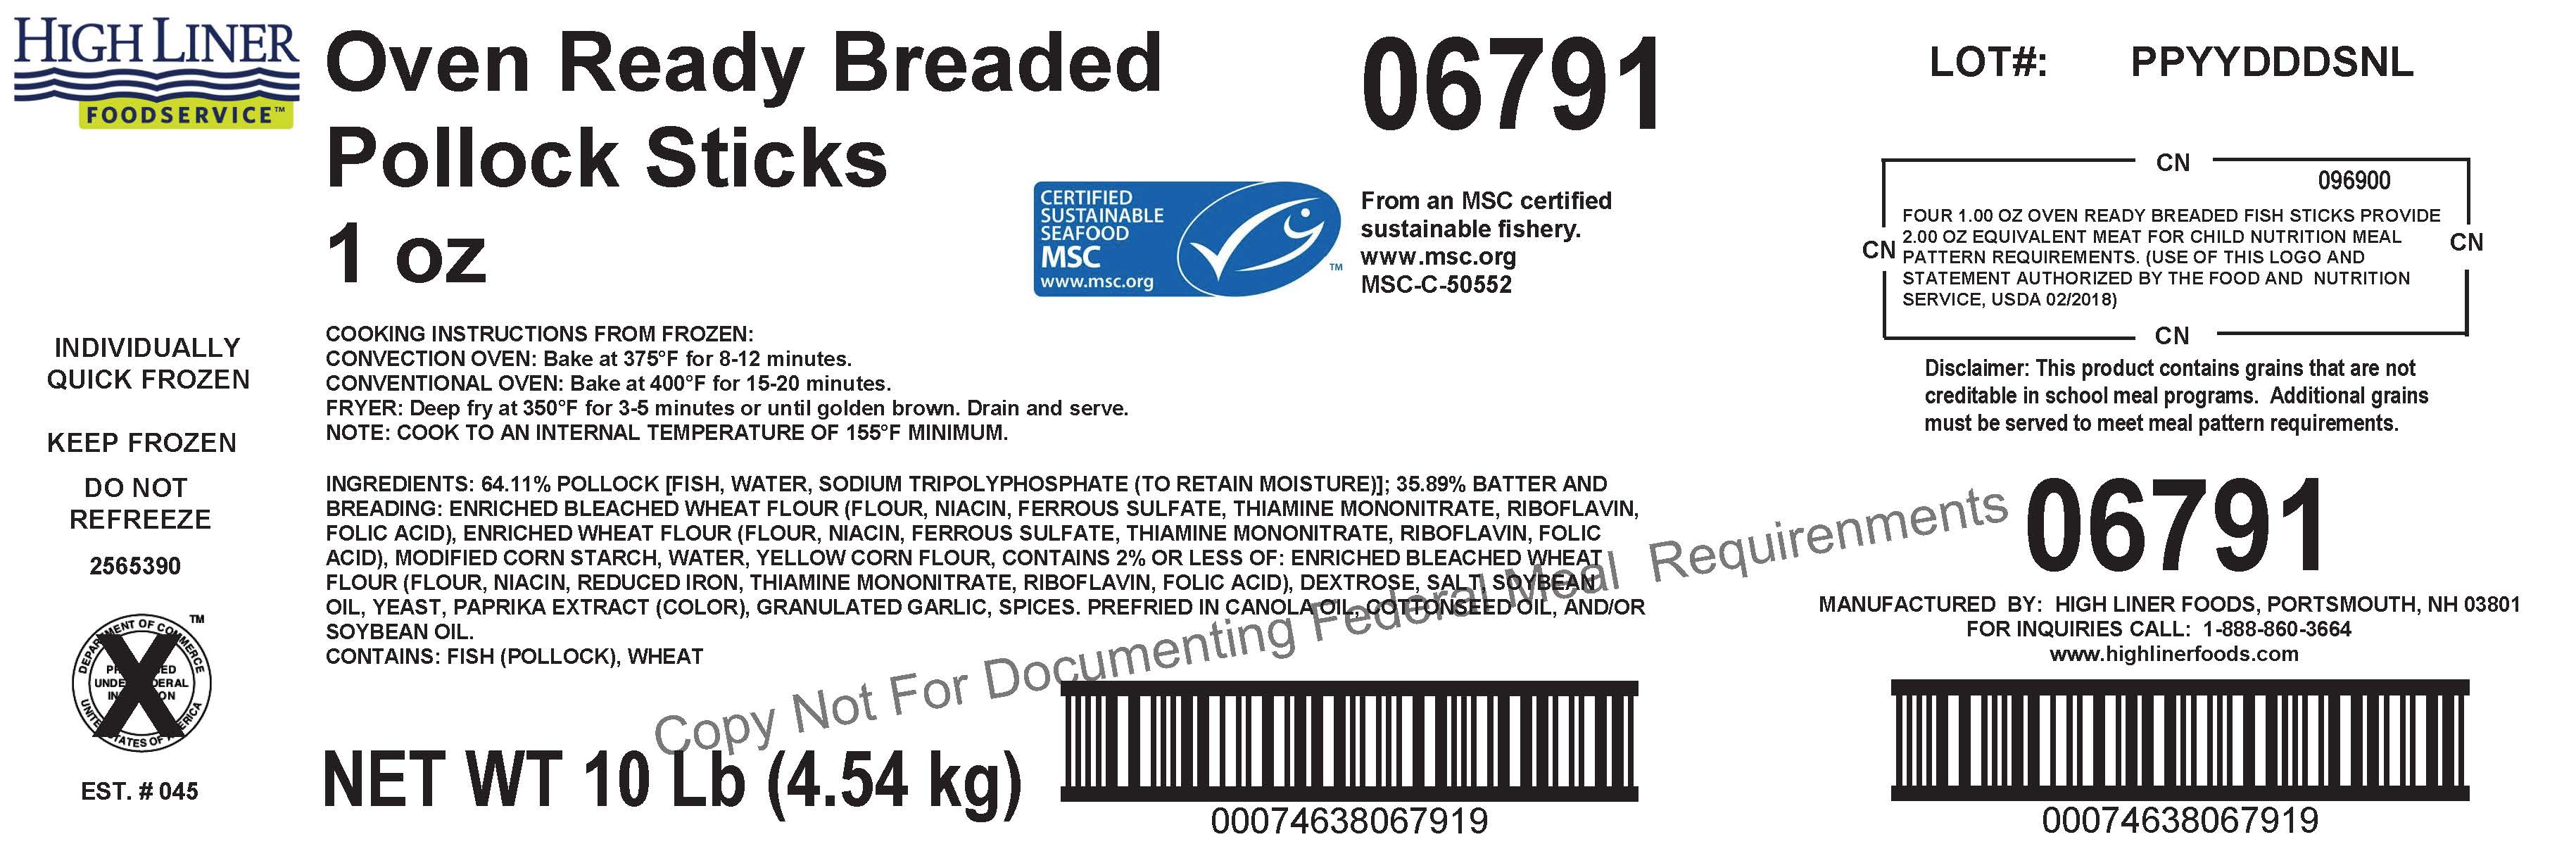 HIGH LINER
FOODSERVICE™
Oven Ready Breaded
Pollock Sticks
1 oz
06791
LOT#: PPYYDDDSNL
CERTIFIED
SUSTAINABLE
SEAFOOD
MSC
www.msc.org
TM
From an MSC certified
sustainable fishery.
www.msc.org
MSC-C-50552
CN
096900
CN
FOUR 1.00 OZ OVEN READY BREADED FISH STICKS PROVIDE
2.00 OZ EQUIVALENT MEAT FOR CHILD NUTRITION MEAL
PATTERN REQUIREMENTS. (USE OF THIS LOGO AND
STATEMENT AUTHORIZED BY THE FOOD AND NUTRITION
SERVICE, USDA 02/2018)
CN
CN
Disclaimer: This product contains grains that are not
creditable in school meal programs. Additional grains
must be served to meet meal pattern requirements.
INDIVIDUALLY
QUICK FROZEN
KEEP FROZEN
DO NOT
REFREEZE
2565390
TM
DEPARTMENT OF COMMERCE
UNITED STATES OF AMERICA
EST. # 045
COOKING INSTRUCTIONS FROM FROZEN:
CONVECTION OVEN: Bake at 375°F for 8-12 minutes.
CONVENTIONAL OVEN: Bake at 400°F for 15-20 minutes.
FRYER: Deep fry at 350°F for 3-5 minutes or until golden brown. Drain and serve.
NOTE: COOK TO AN INTERNAL TEMPERATURE OF 155°F MINIMUM.
INGREDIENTS: 64.11% POLLOCK [FISH, WATER, SODIUM TRIPOLYPHOSPHATE (TO RETAIN MOISTURE)]; 35.89% BATTER AND
BREADING: ENRICHED BLEACHED WHEAT FLOUR (FLOUR, NIACIN, FERROUS SULFATE, THIAMINE MONONITRATE, RIBOFLAVIN,
FOLIC ACID), ENRICHED WHEAT FLOUR (FLOUR, NIACIN, FERROUS SULFATE, THIAMINE MONONITRATE, RIBOFLAVIN, FOLIC
ACID), MODIFIED CORN STARCH, WATER, YELLOW CORN FLOUR, CONTAINS 2% OR LESS OF: ENRICHED BLEACHED WHEAT
FLOUR (FLOUR, NIACIN, REDUCED IRON, THIAMINE MONONITRATE, RIBOFLAVIN, FOLIC ACID), DEXTROSE, SALT, SOYBEAN
OIL, YEAST, PAPRIKA EXTRACT (COLOR), GRANULATED GARLIC, SPICES. PREFRIED IN CANOLA OIL, COTTONSEED OIL, AND/OR
SOYBEAN OIL.
CONTAINS: FISH (POLLOCK), WHEAT
Copy Not For Documenting Federal Meal Requirenments
NET WT 10 Lb (4.54 kg)
00074638067919
06791
MANUFACTURED BY: HIGH LINER FOODS, PORTSMOUTH, NH 03801
FOR INQUIRIES CALL: 1-888-860-3664
www.highlinerfoods.com
00074638067919